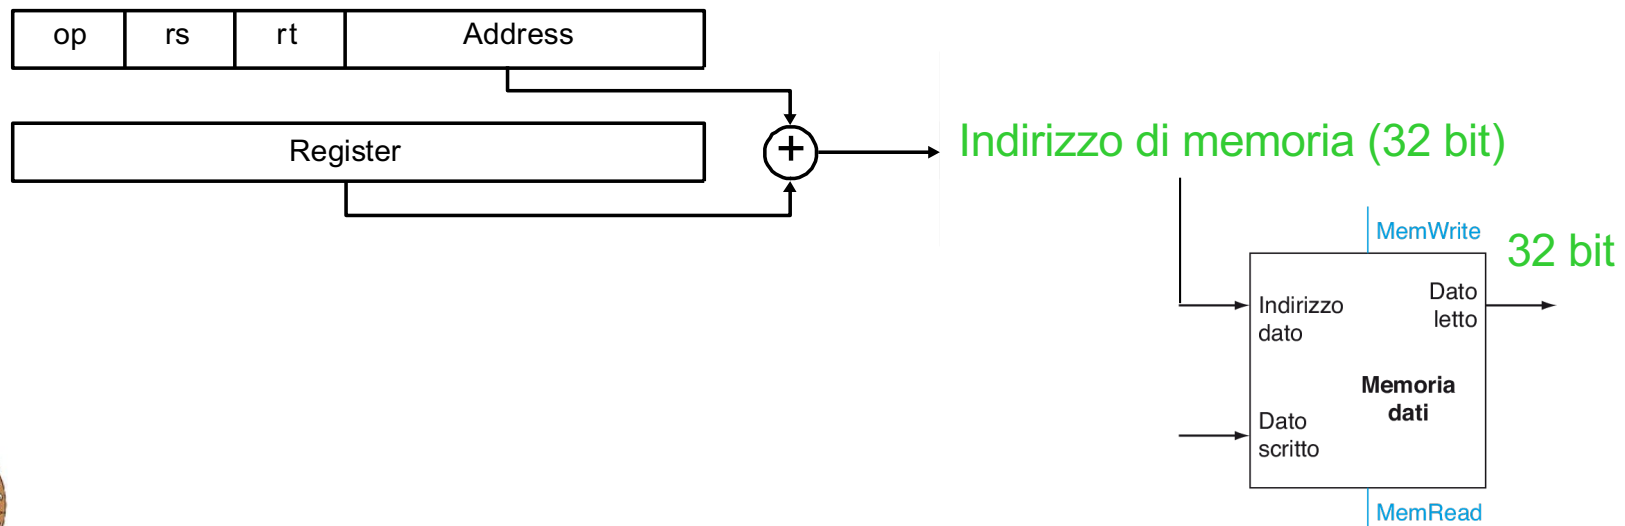 op rs rt Address
Register
+
Indirizzo di memoria (32 bit)
MemWrite
32 bit
Indirizzo
dato
Dato
letto
Memoria
dati
Dato
scritto
MemRead